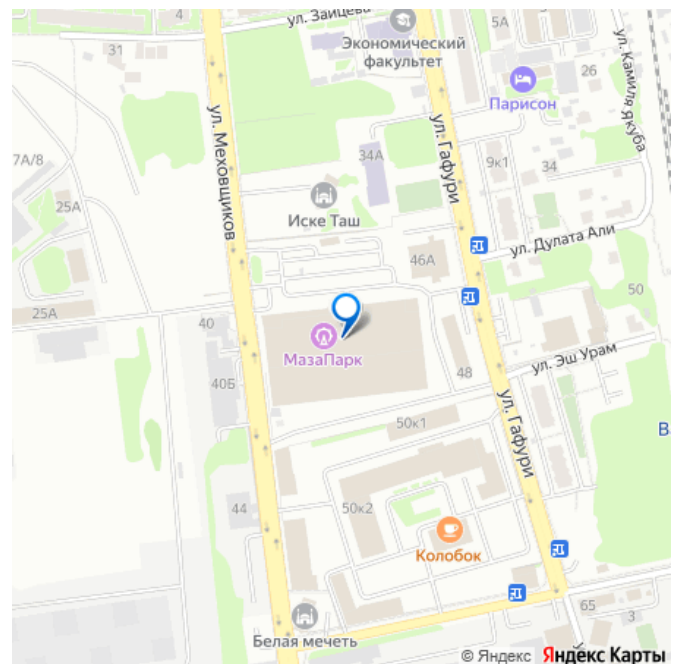 4
ул. Зайцева
31
Экономический
факультет
5А
ул. Камиля Якуба
26
Парисон
ул. Меховщиков
ул. Гафури
7А/8
34А
9к1
34
25А
Иске Таш
ул. Дулата Али
46А
50
25А
40
МазаПарк
40Б
48
ул. Эш Урам
50к1
ул. Гафури
В
44
50к2
Колобок
65
3
Белая мечеть
© Яндекс Яндекс Карты